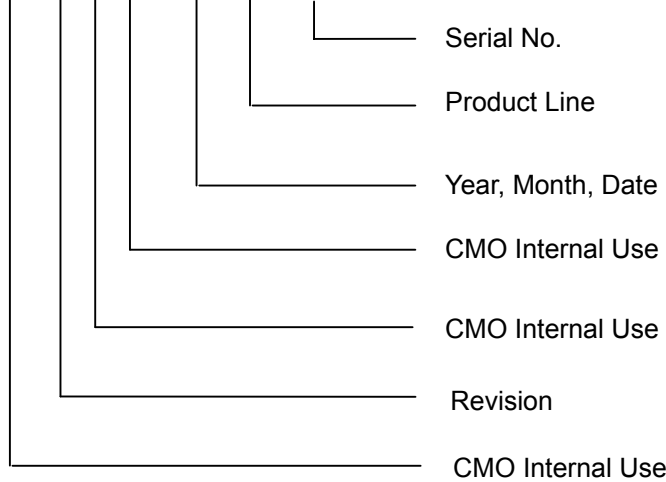 Serial No.
Product Line
Year, Month, Date
CMO Internal Use
CMO Internal Use
Revision
CMO Internal Use